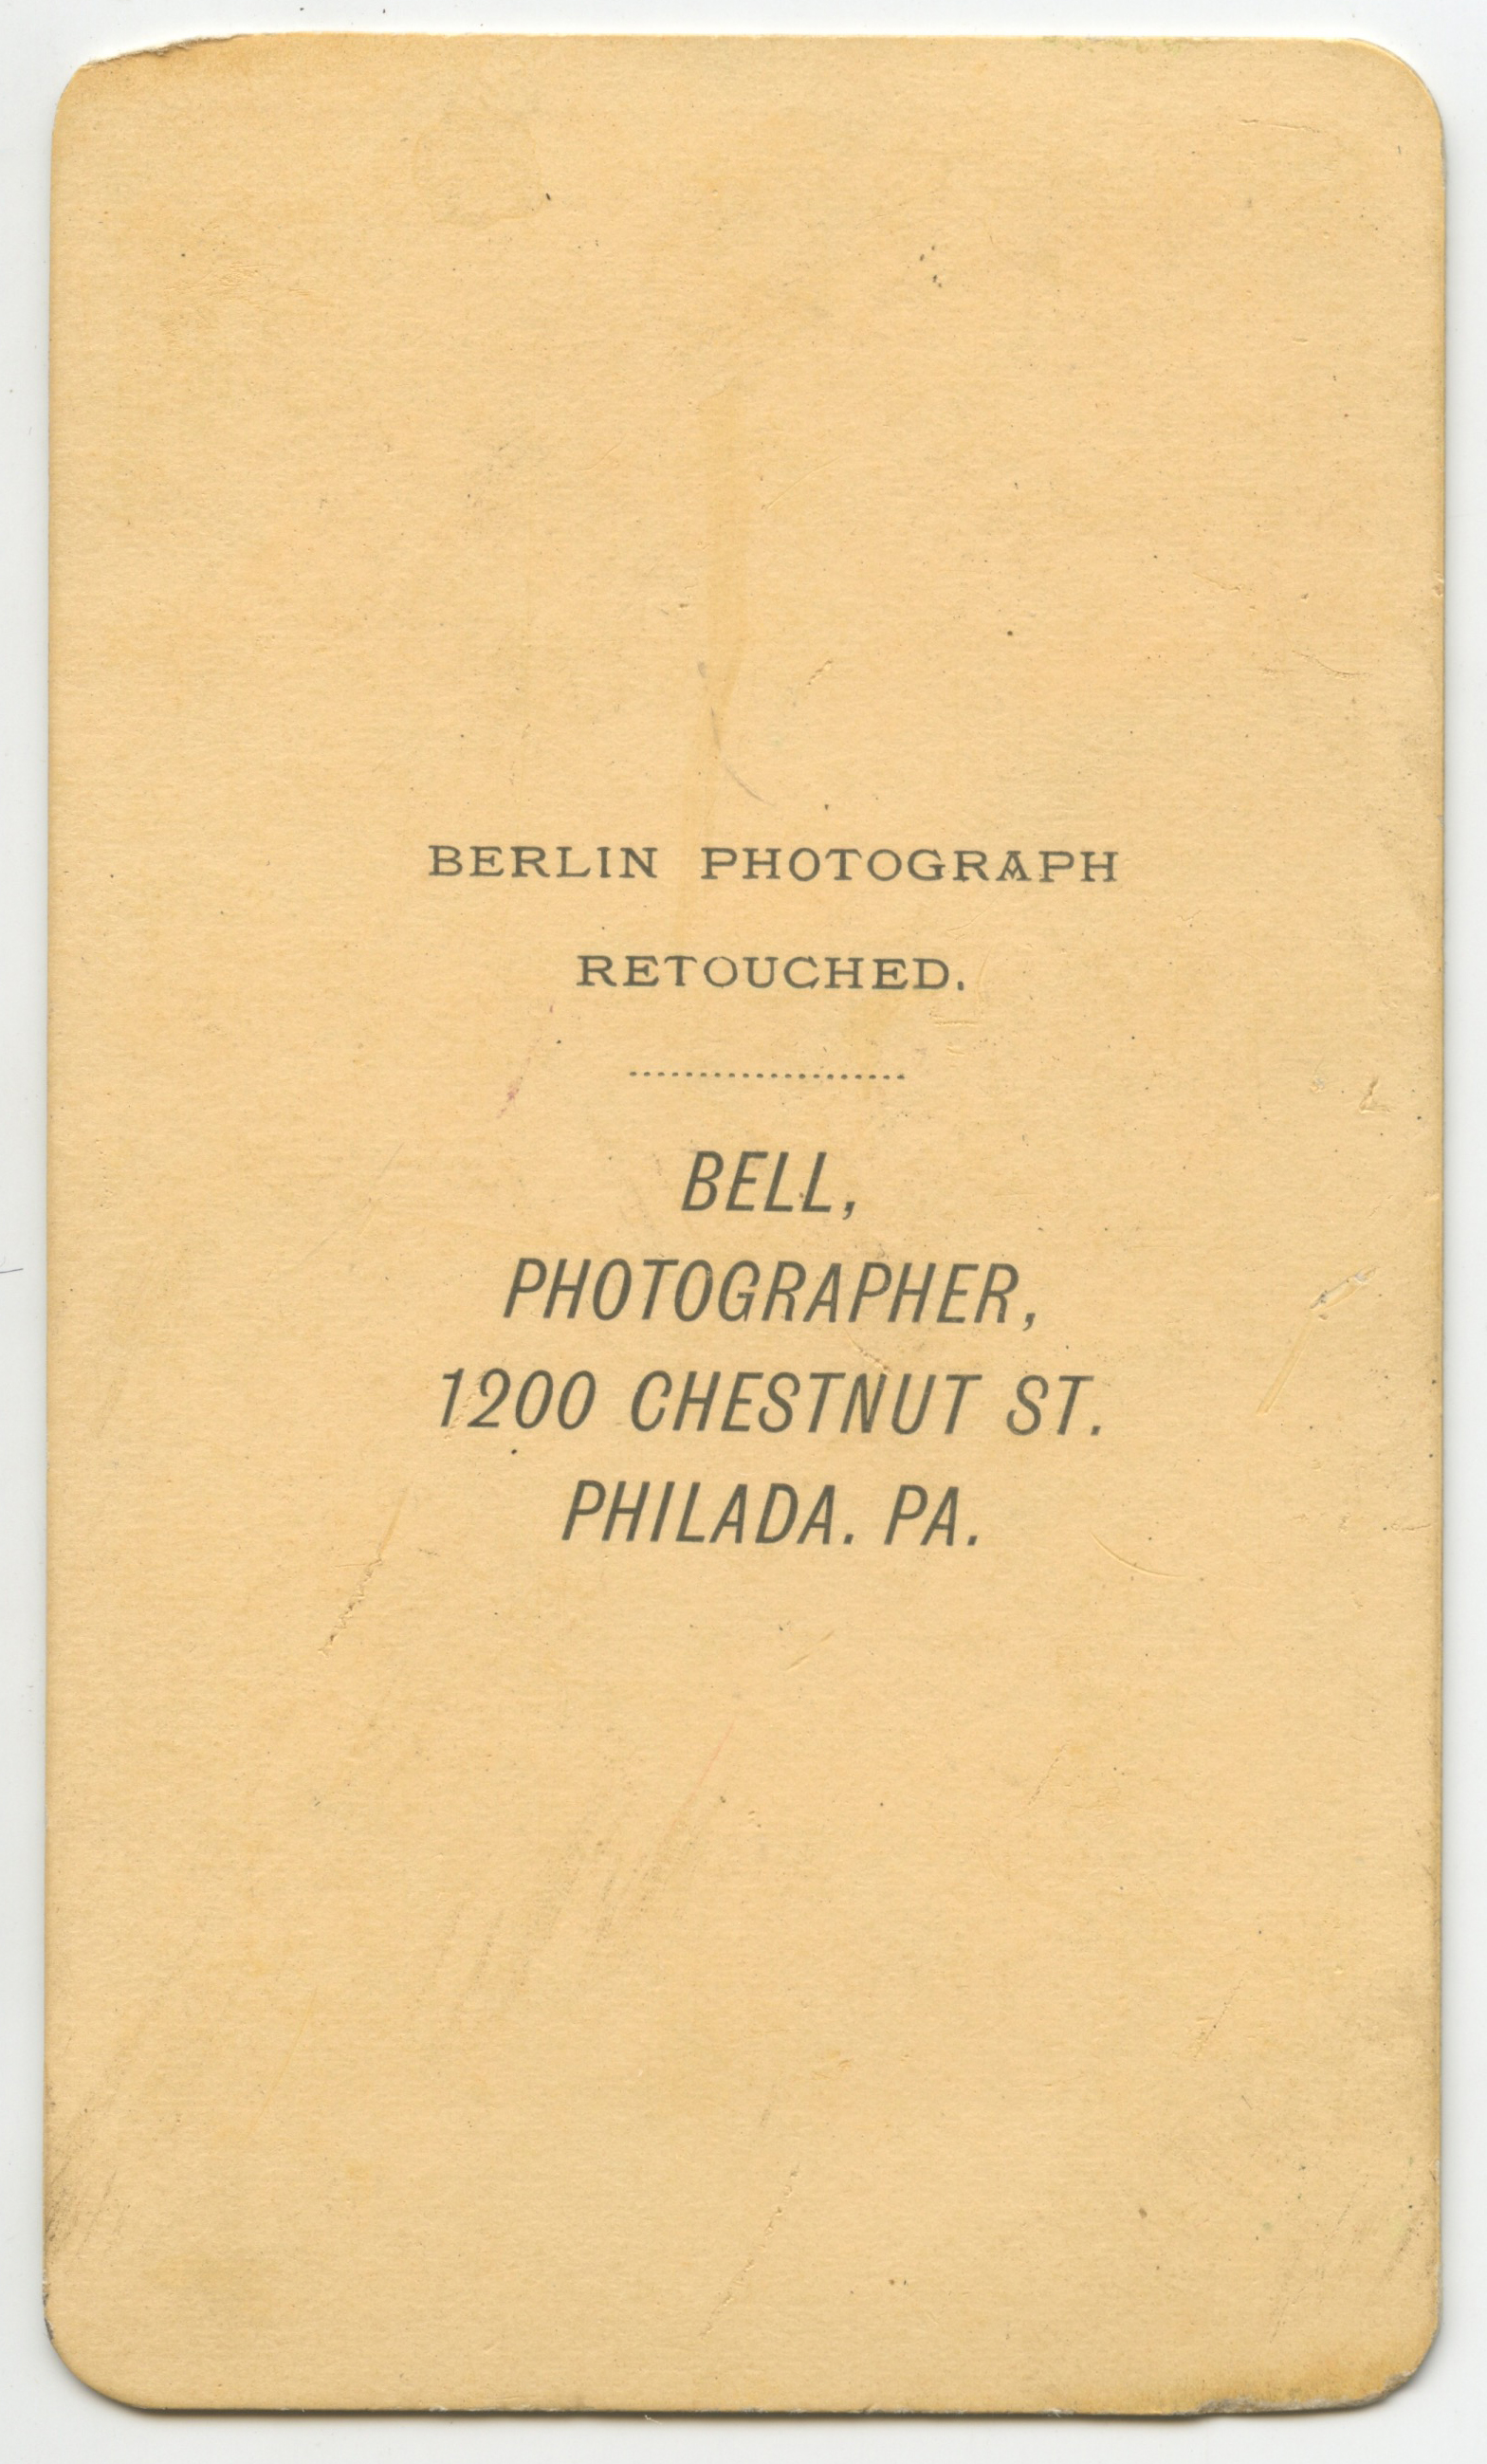 BERLIN PHOTOGRAPH
RETOUCHED.
BELL,
PHOTOGRAPHER,
1200 CHESTNUT ST.
PHILADA. PA.